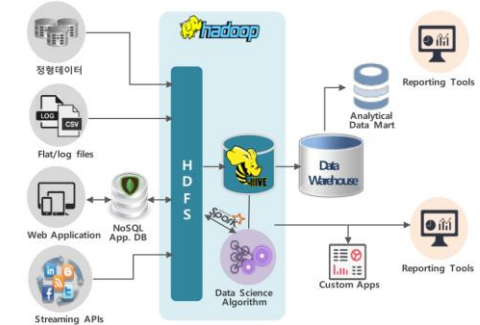 hadoop
정형데이터
LOG
CSV
Flat/log files
Web Application
NoSQL
App. DB
Streaming APIs
HDFS
HIVE
Spark
Data Science
Algorithm
Data
Warehouse
Analytical
Data Mart
Reporting Tools
Custom Apps
Reporting Tools